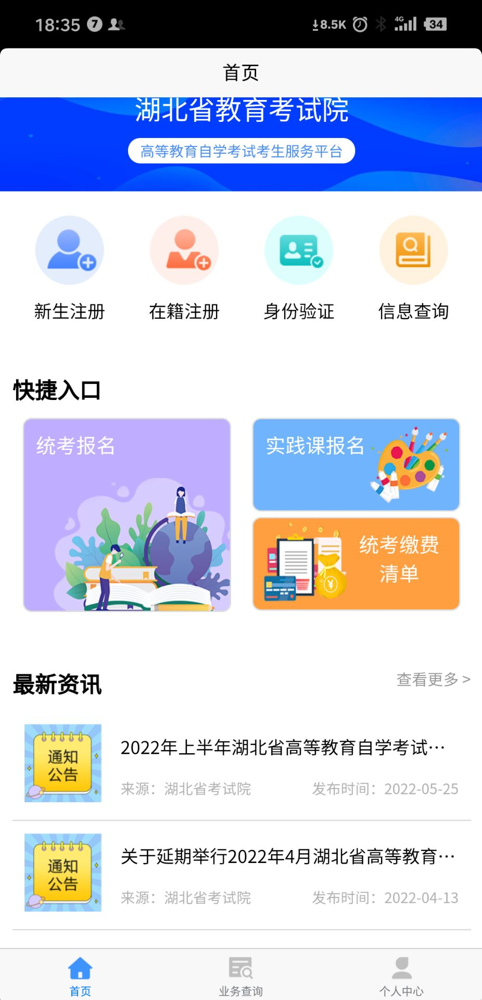 18:35 7 8.5K 4G 34
首页
湖北省教育考试院
高等教育自学考试考生服务平台
新生注册 在籍注册 身份验证 信息查询
快捷入口
统考报名
实践课报名
统考缴费
清单
最新资讯 查看更多 >
通知
公告
2022年上半年湖北省高等教育自学考试…
来源：湖北省考试院 发布时间：2022-05-25
通知
公告
关于延期举行2022年4月湖北省高等教育…
来源：湖北省考试院 发布时间：2022-04-13
首页 业务查询 个人中心